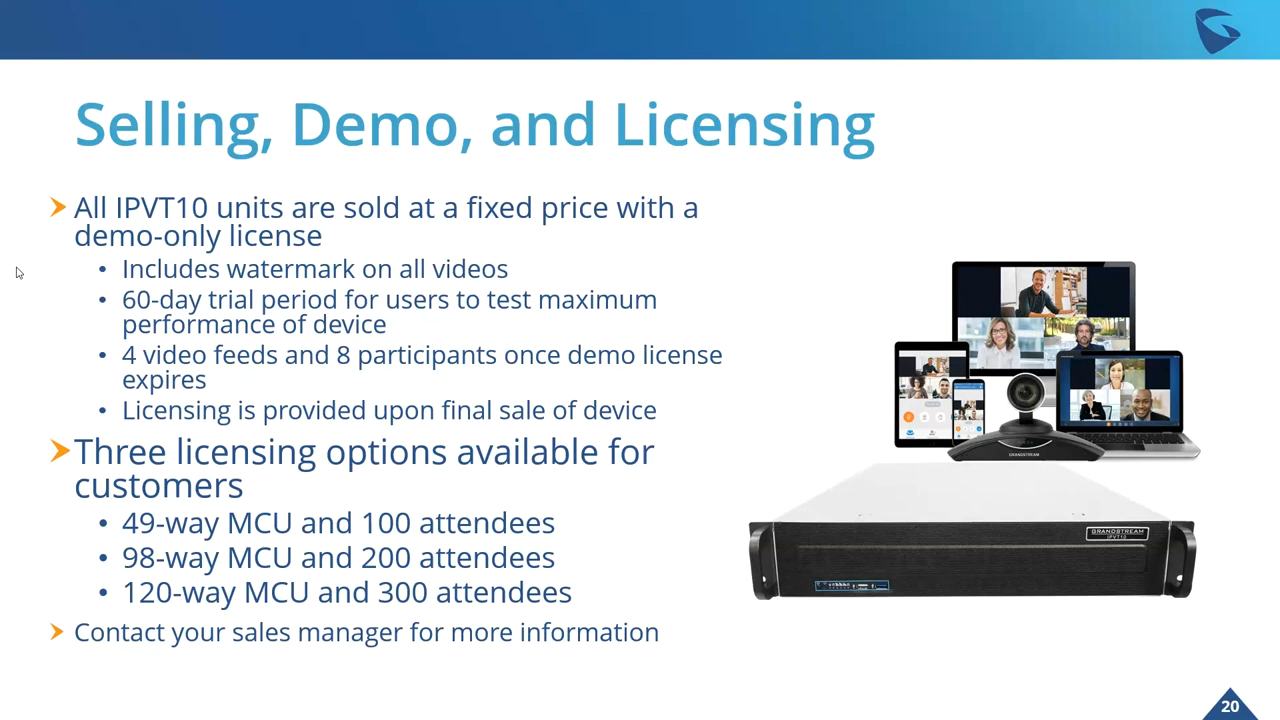 Selling, Demo, and Licensing
All IPVT10 units are sold at a fixed price with a
demo-only license
Includes watermark on all videos
60-day trial period for users to test maximum
performance of device
4 video feeds and 8 participants once demo license
expires
Licensing is provided upon final sale of device
Three licensing options available for
customers
49-way MCU and 100 attendees
98-way MCU and 200 attendees
120-way MCU and 300 attendees
Contact your sales manager for more information
GRANDSTREAM
GRANDSTREAM
IPVT10
20